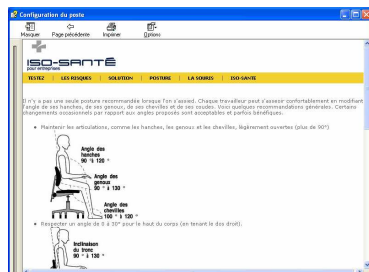 Configuration du poste
Masquer Page précédente Imprimer Options
ISO-SANTÉ
pour entreprises
TESTEZ | LES RISQUES | SOLUTION | POSTURE | LA SOURIS | ISO-SANTE
Il n'y a pas une seule posture recommandée lorsque l'on s'assied. Chaque travailleur peut s'asseoir confortablement en modifiant
l'angle de ses hanches, de ses genoux, de ses chevilles et de ses coudes. Voici quelques recommandations générales. Certains
changements occasionnels par rapport aux angles proposés sont acceptables et parfois bénéfiques.
Maintenir les articulations, comme les hanches, les genoux et les chevilles, légèrement ouvertes (plus de 90°)
Angle des
hanches
90 °à 120 °
Angle des
genoux
90 ° à 130 °
Angle des
chevilles
100 ° à 120 °
Respecter un angle de 0 à 30° pour le haut du corps (en tenant le dos droit).
Inclinaison
du tronc
90 ° à 130 °